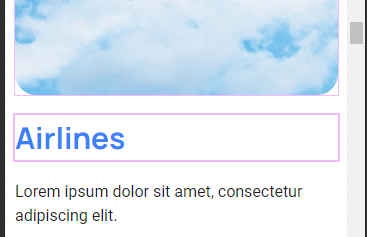 Airlines
Lorem ipsum dolor sit amet, consectetur
adipiscing elit.